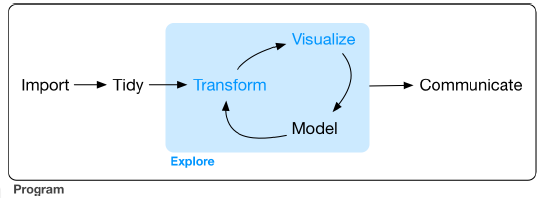 Visualize
Import Tidy Transform Communicate
Model
Explore
Program